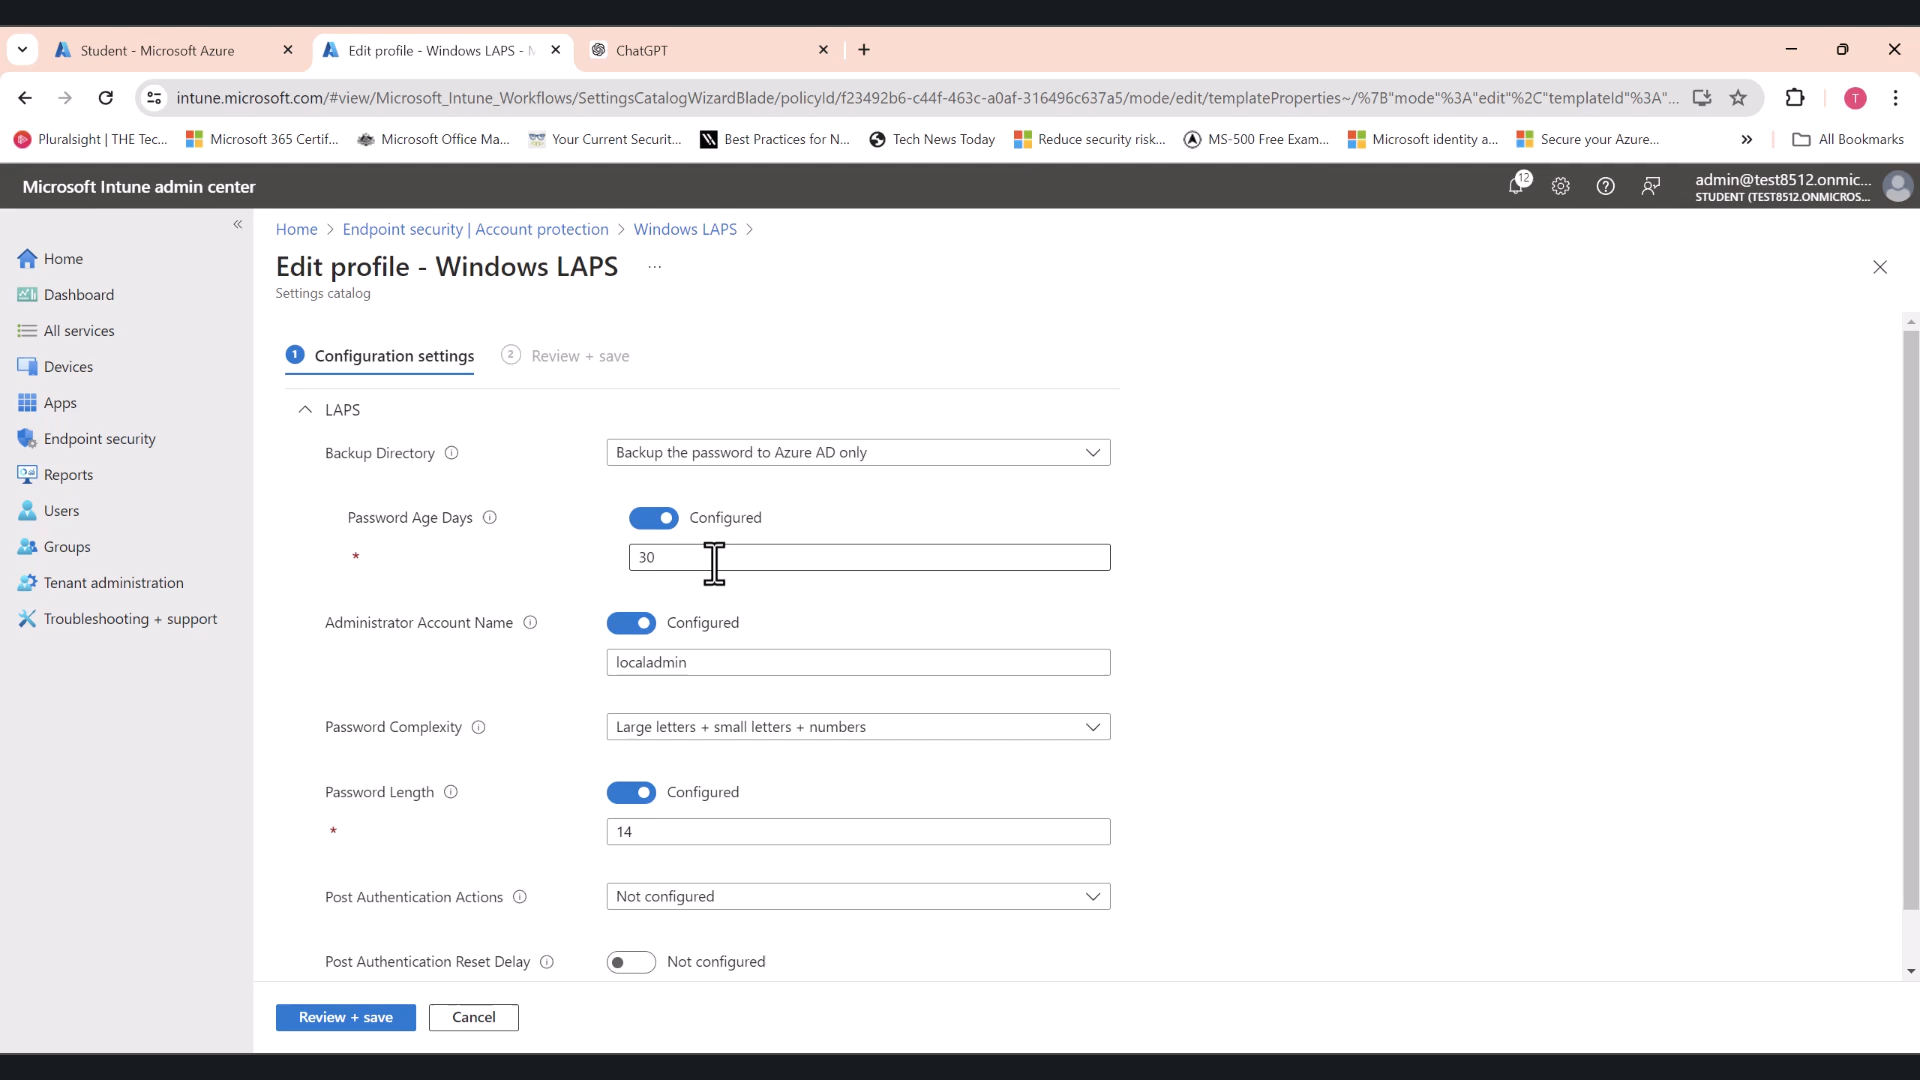 Student - Microsoft Azure
Edit profile - Windows LAPS -
ChatGPT
intune.microsoft.com/#view/Microsoft_Intune_Workflows/SettingsCatalogWizardBlade/policyId/f23492b6-c44f-463c-a0af-316496c637a5/mode/edit/templateProperties~/%7B"mode"%3A"edit"%2C"templateId"%3A"...
T
Pluralsight | THE Tec...
Microsoft 365 Certif...
Microsoft Office Ma...
Your Current Securit...
Best Practices for N...
Tech News Today
Reduce security risk...
MS-500 Free Exam...
Microsoft identity a...
Secure your Azure...
»
All Bookmarks
Microsoft Intune admin center
12
admin@test8512.onmic...
STUDENT (TEST8512.ONMICROS...
«
Home
Dashboard
All services
Devices
Apps
Endpoint security
Reports
Users
Groups
Tenant administration
Troubleshooting + support
Home > Endpoint security | Account protection > Windows LAPS >
Edit profile - Windows LAPS ...
Settings catalog
1 Configuration settings
2 Review + save
LAPS
Backup Directory
Backup the password to Azure AD only
Password Age Days
Configured
* 30
Administrator Account Name
Configured
localadmin
Password Complexity
Large letters + small letters + numbers
Password Length
Configured
* 14
Post Authentication Actions
Not configured
Post Authentication Reset Delay
Not configured
Review + save
Cancel